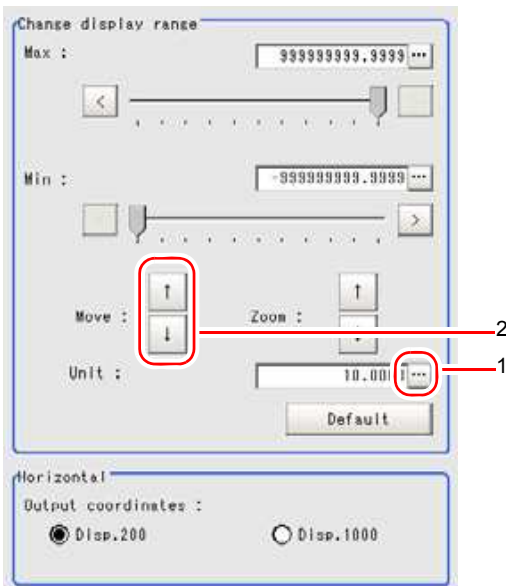 Change display range
Max :
999999999.9999 ...
<
Min :
-999999999.9999 ...
>
↑ ↑
Move : Zoom :
↓ ↓
2
1
Unit : 10.00 ...
Default
Horizontal
Output coordinates :
Disp.200 Disp.1000